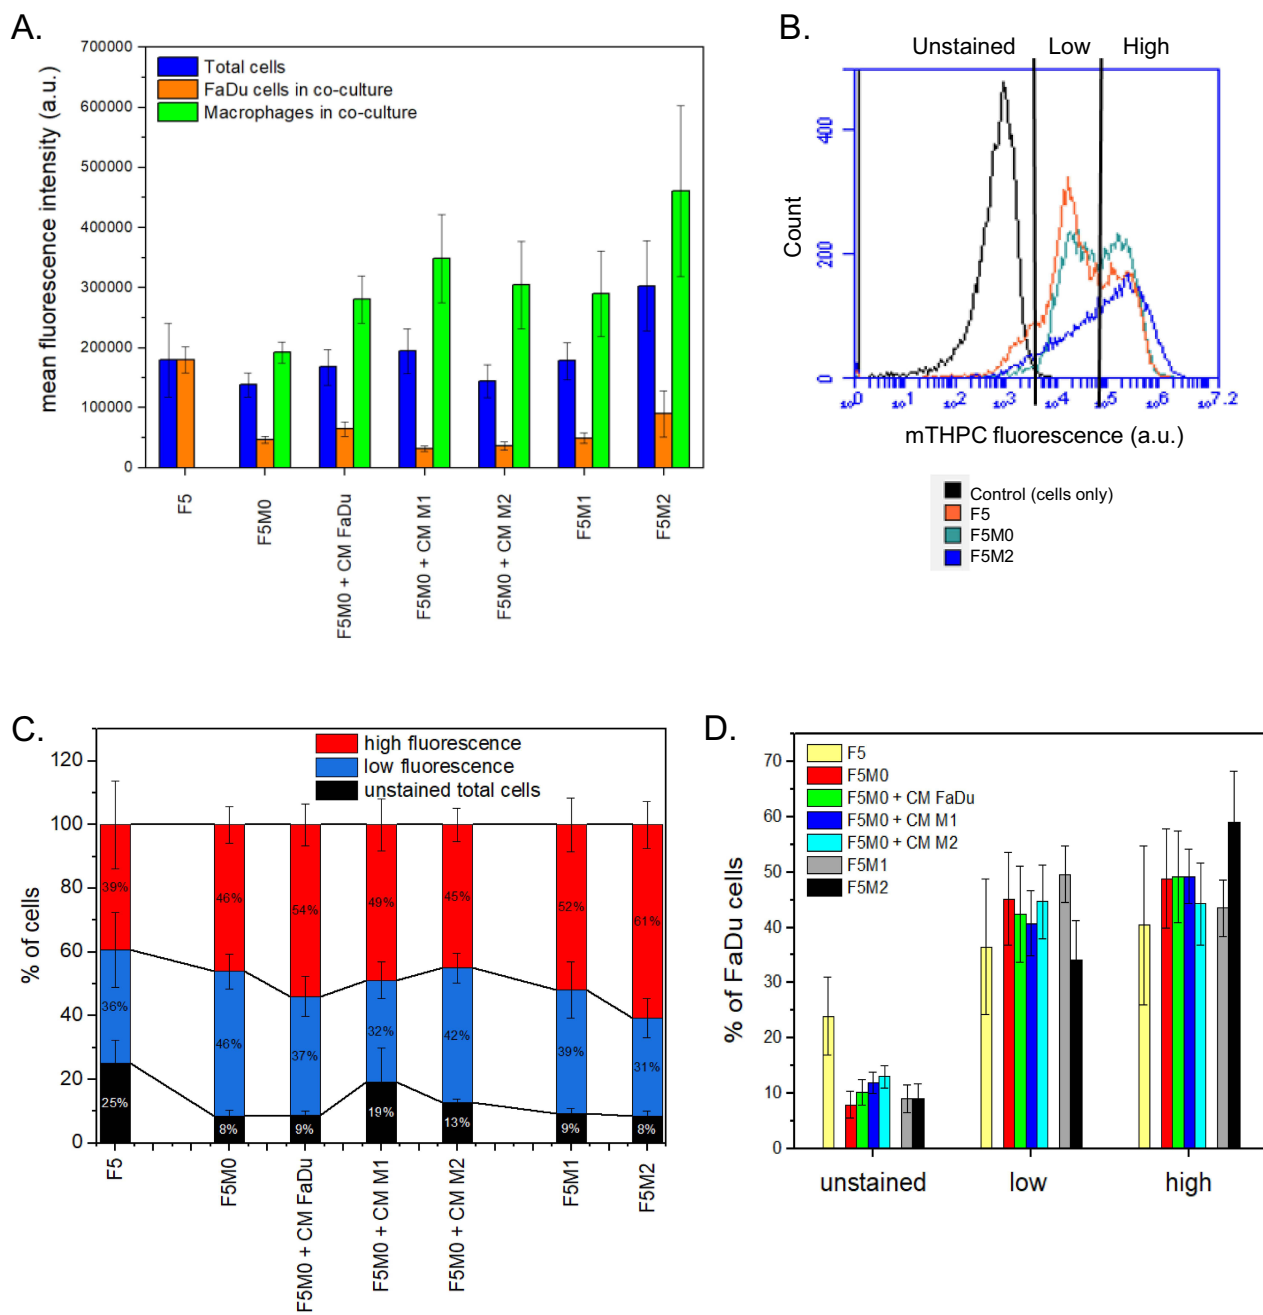 A.
700000
600000
500000
400000
300000
200000
100000
0
mean fluorescence intensity (a.u.)
Total cells
FaDu cells in co-culture
Macrophages in co-culture
F5
F5M0
F5M0 + CM FaDu
F5M0 + CM M1
F5M0 + CM M2
F5M1
F5M2
B.
Unstained Low High
400
200
0
Count
10^0 10^1 10^2 10^3 10^4 10^5 10^6 10^7.2
mTHPC fluorescence (a.u.)
Control (cells only)
F5
F5M0
F5M2
C.
120
100
80
60
40
20
0
% of cells
high fluorescence
low fluorescence
unstained total cells
39% 46% 54% 49% 45% 52% 61%
36% 46% 37% 32% 42% 39% 31%
25% 8% 9% 19% 13% 9% 8%
F5
F5M0
F5M0 + CM FaDu
F5M0 + CM M1
F5M0 + CM M2
F5M1
F5M2
D.
70
60
50
40
30
20
10
0
% of FaDu cells
F5
F5M0
F5M0 + CM FaDu
F5M0 + CM M1
F5M0 + CM M2
F5M1
F5M2
unstained low high